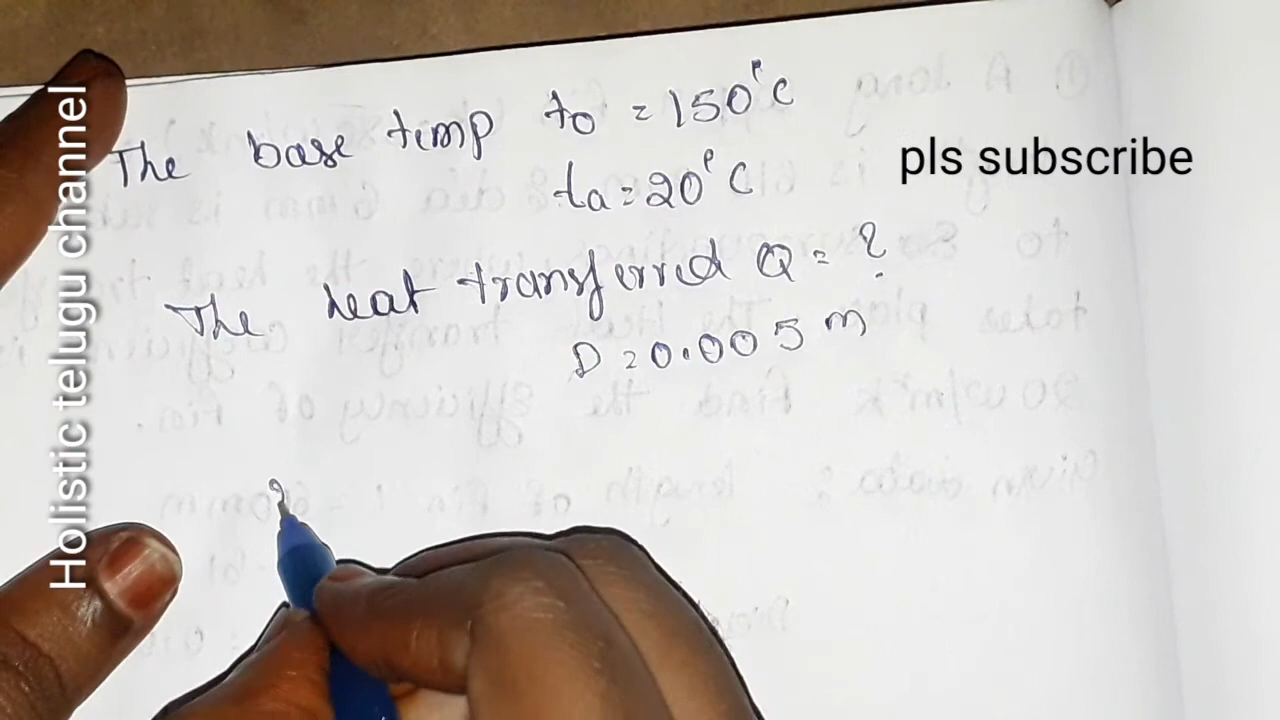 The base temp to = 150°C
ta = 20°C
The heat transferred Q = ?
D = 0.005 m
pls subscribe
Holistic telugu channel